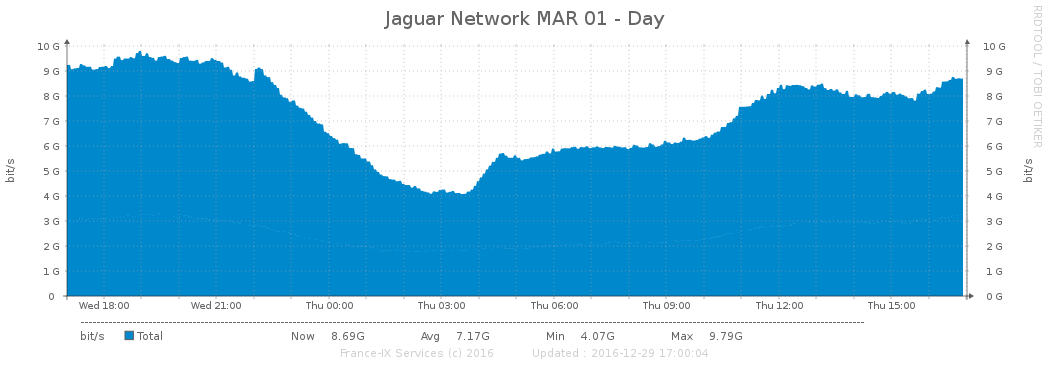 Jaguar Network MAR 01 - Day
RRDTOOL / TOBI OETIKER
10 G 10 G
9 G 9 G
8 G 8 G
7 G 7 G
6 G 6 G
5 G 5 G
4 G 4 G
3 G 3 G
2 G 2 G
1 G 1 G
0 0 G
bit/s bit/s
Wed 18:00 Wed 21:00 Thu 00:00 Thu 03:00 Thu 06:00 Thu 09:00 Thu 12:00 Thu 15:00
bit/s Total Now 8.69G Avg 7.17G Min 4.07G Max 9.79G
France-IX Services (c) 2016 Updated : 2016-12-29 17:00:04